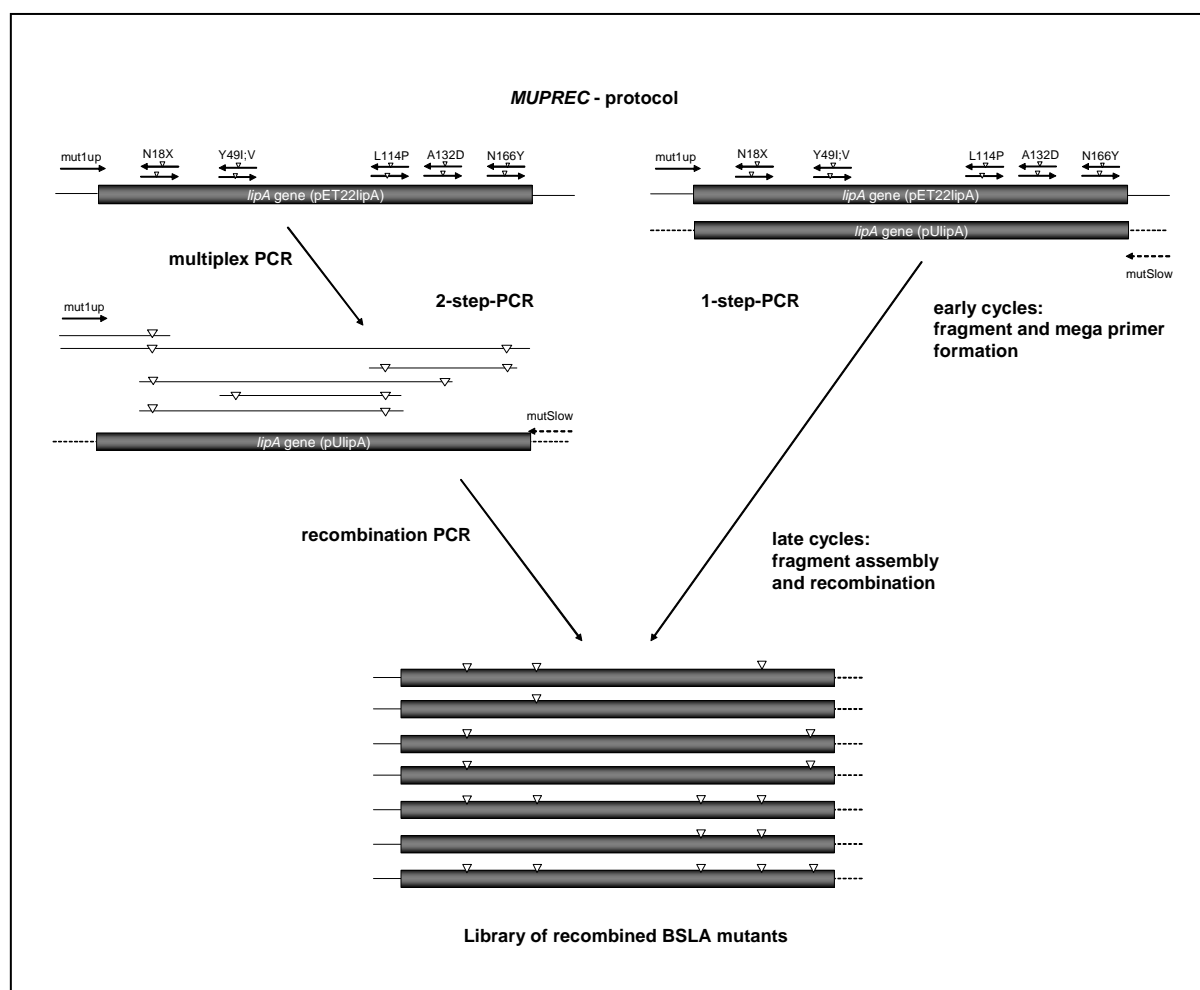 MUPREC - protocol
mut1up
N18X
Y49I;V
L114P
A132D
N166Y
lipA gene (pET22lipA)
mut1up
N18X
Y49I;V
L114P
A132D
N166Y
lipA gene (pET22lipA)
lipA gene (pUlipA)
mutSlow
multiplex PCR
2-step-PCR
1-step-PCR
early cycles:
fragment and mega primer
formation
mut1up
mutSlow
lipA gene (pUlipA)
recombination PCR
late cycles:
fragment assembly
and recombination
Library of recombined BSLA mutants